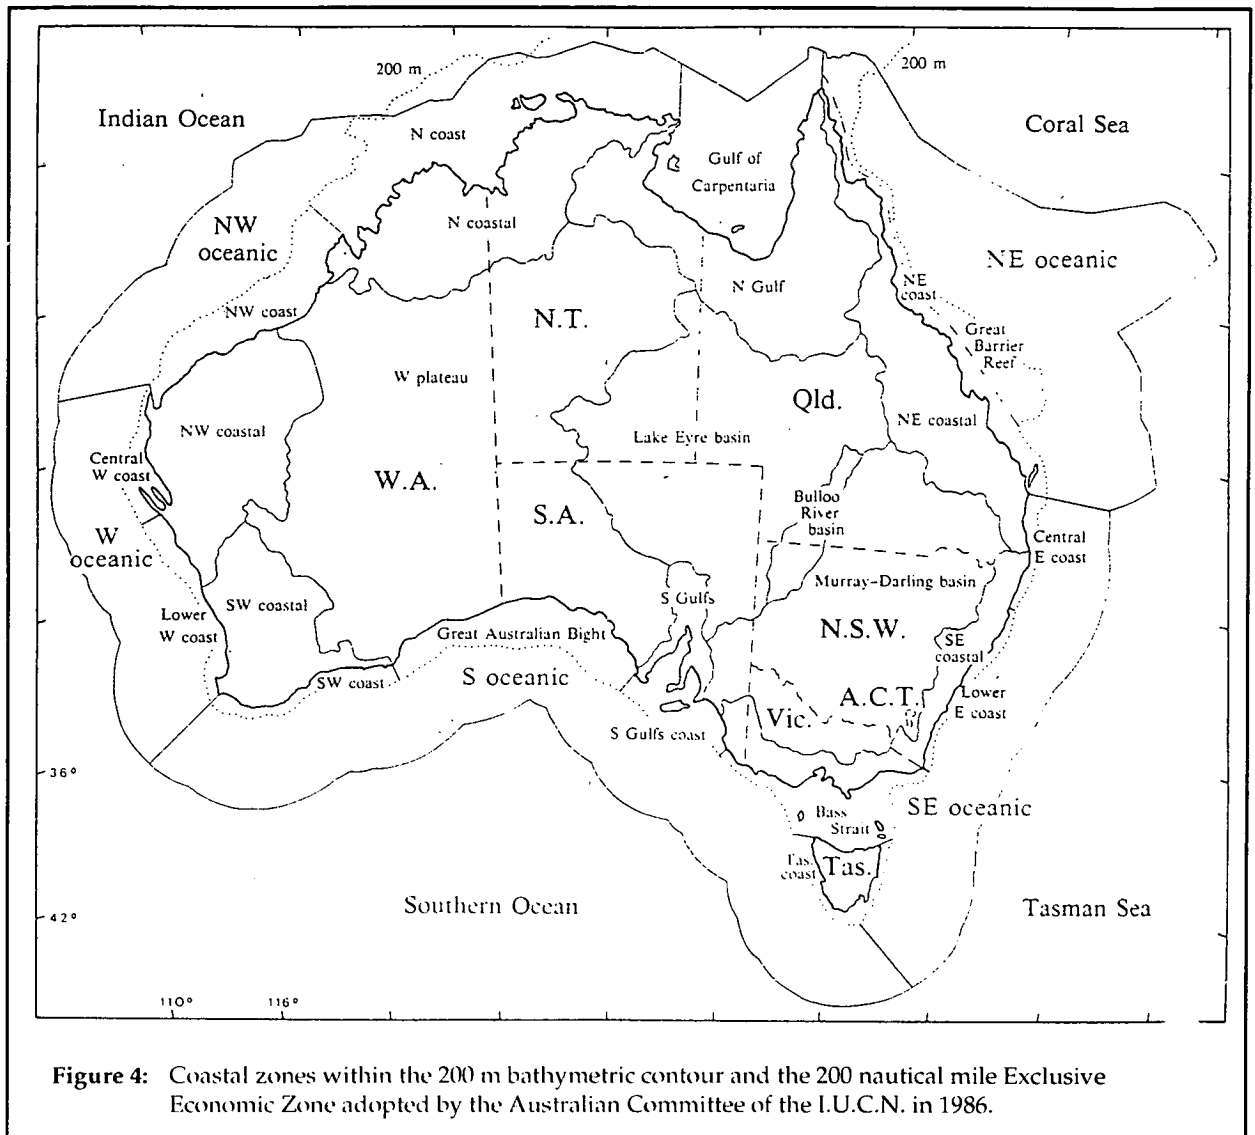 200 m
200 m
Indian Ocean
Coral Sea
N coast
Gulf of
Carpentaria
NW
oceanic
N coastal
NE oceanic
N Gulf
NE
coast
NW coast
N.T.
Great
Barrier
Reef
W plateau
Qld.
NE coastal
NW coastal
Lake Eyre basin
Central
W coast
W.A.
S.A.
Bulloo
River
basin
W
oceanic
Central
E coast
Murray-Darling basin
S Gulfs
SW coastal
Lower
W coast
Great Australian Bight
N.S.W.
SE
coastal
SW coast
S oceanic
A.C.T.
Lower
E coast
Vic.
S Gulfs coast
36°
SE oceanic
Bass
Strait
Tas.
coast
Tas.
Southern Ocean
Tasman Sea
42°
110°
116°
Figure 4: Coastal zones within the 200 m bathymetric contour and the 200 nautical mile Exclusive
Economic Zone adopted by the Australian Committee of the I.U.C.N. in 1986.